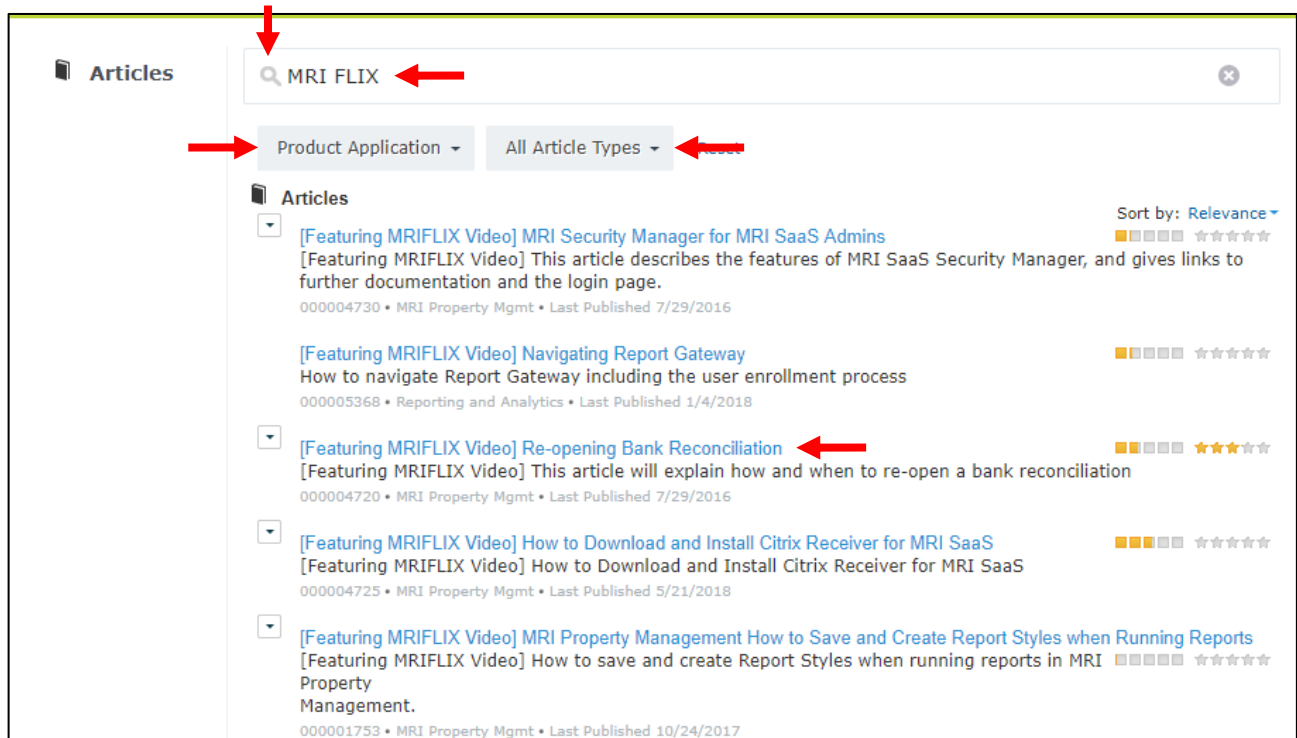 Articles
MRI FLIX
Product Application
All Article Types
Reset
Articles
Sort by: Relevance
[Featuring MRIFLIX Video] MRI Security Manager for MRI SaaS Admins
[Featuring MRIFLIX Video] This article describes the features of MRI SaaS Security Manager, and gives links to
further documentation and the login page.
000004730 • MRI Property Mgmt • Last Published 7/29/2016
[Featuring MRIFLIX Video] Navigating Report Gateway
How to navigate Report Gateway including the user enrollment process
000005368 • Reporting and Analytics • Last Published 1/4/2018
[Featuring MRIFLIX Video] Re-opening Bank Reconciliation
[Featuring MRIFLIX Video] This article will explain how and when to re-open a bank reconciliation
000004720 • MRI Property Mgmt • Last Published 7/29/2016
[Featuring MRIFLIX Video] How to Download and Install Citrix Receiver for MRI SaaS
[Featuring MRIFLIX Video] How to Download and Install Citrix Receiver for MRI SaaS
000004725 • MRI Property Mgmt • Last Published 5/21/2018
[Featuring MRIFLIX Video] MRI Property Management How to Save and Create Report Styles when Running Reports
[Featuring MRIFLIX Video] How to save and create Report Styles when running reports in MRI
Property
Management.
000001753 • MRI Property Mgmt • Last Published 10/24/2017